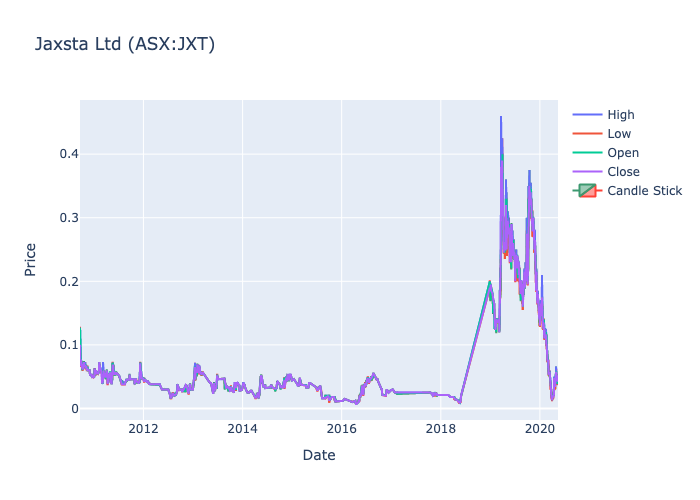 Jaxsta Ltd (ASX:JXT)
High
Low
Open
Close
Candle Stick
Price
0.4
0.3
0.2
0.1
0
2012
2014
2016
2018
2020
Date